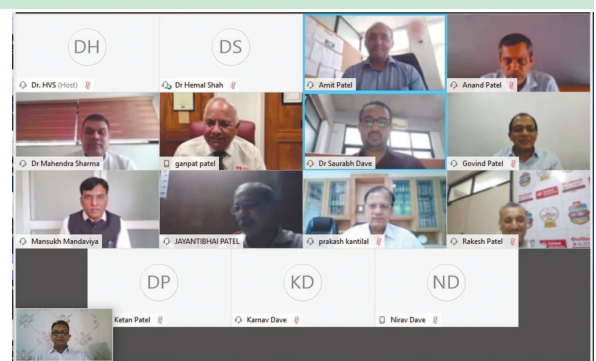 DH
DS
Dr. HVS (Host)
Dr Hemal Shah
Amit Patel
Anand Patel
Dr Mahendra Sharma
ganpat patel
Dr Saurabh Dave
Govind Patel
Mansukh Mandaviya
JAYANTIBHAI PATEL
prakash kantilal
Rakesh Patel
DP
KD
ND
Ketan Patel
Karnav Dave
Nirav Dave